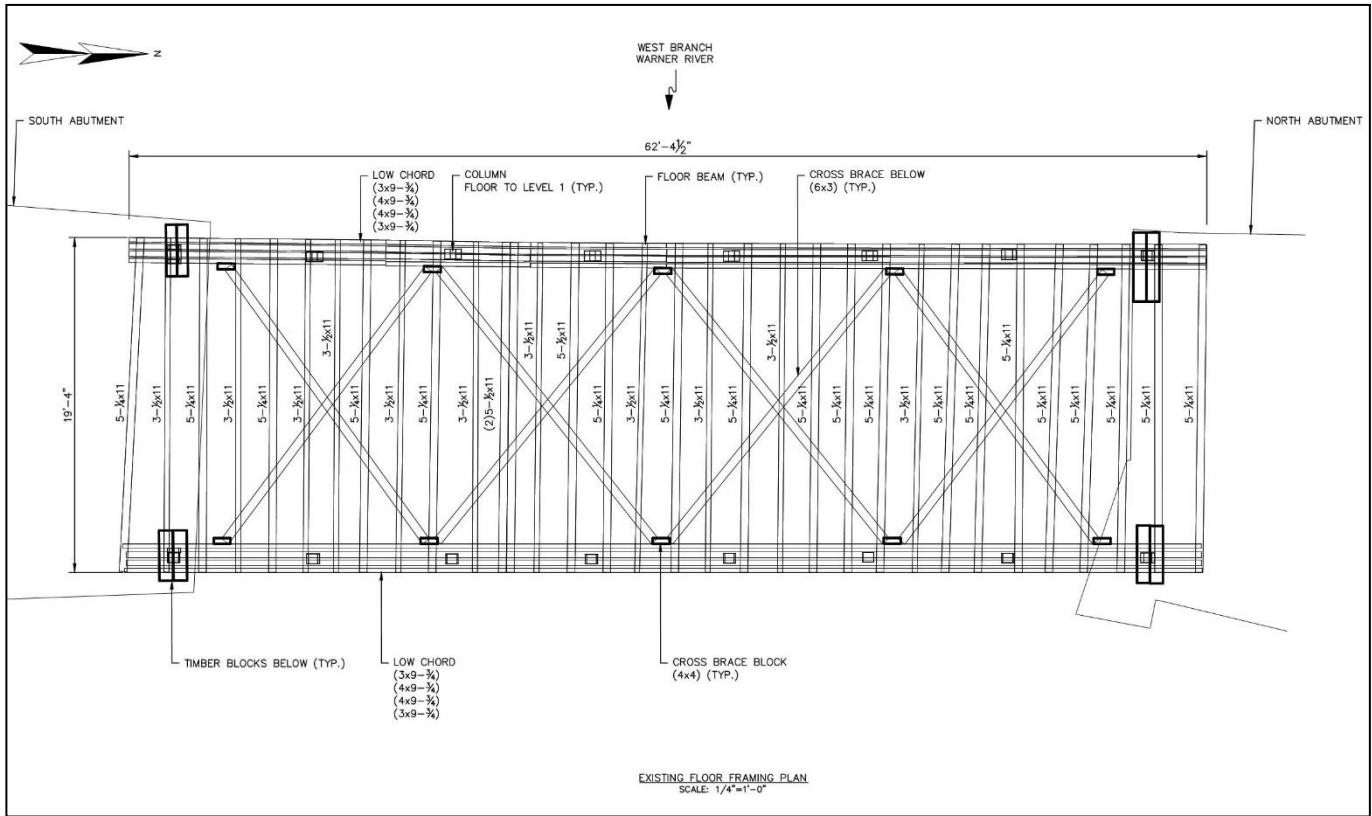 N
WEST BRANCH
WARNER RIVER
SOUTH ABUTMENT
NORTH ABUTMENT
62'-4½"
LOW CHORD
(3x9-¾)
(4x9-¾)
(4x9-¾)
(3x9-¾)
COLUMN
FLOOR TO LEVEL 1 (TYP.)
FLOOR BEAM (TYP.)
CROSS BRACE BELOW
(6x3) (TYP.)
19'-4"
3-½x11
3-½x11
5-½x11
3-½x11
5-¼x11
5-¼x11
3-½x11
5-¼x11
3-½x11
5-¼x11
3-½x11
5-¼x11
3-½x11
5-¼x11
3-½x11
(2)5-½x11
5-¼x11
3-½x11
5-¼x11
3-½x11
5-¼x11
5-¼x11
5-¼x11
5-¼x11
3-½x11
5-¼x11
5-¼x11
5-¼x11
5-¼x11
5-¼x11
5-¼x11
5-¼x11
TIMBER BLOCKS BELOW (TYP.)
LOW CHORD
(3x9-¾)
(4x9-¾)
(4x9-¾)
(3x9-¾)
CROSS BRACE BLOCK
(4x4) (TYP.)
EXISTING FLOOR FRAMING PLAN
SCALE: 1/4"=1'-0"